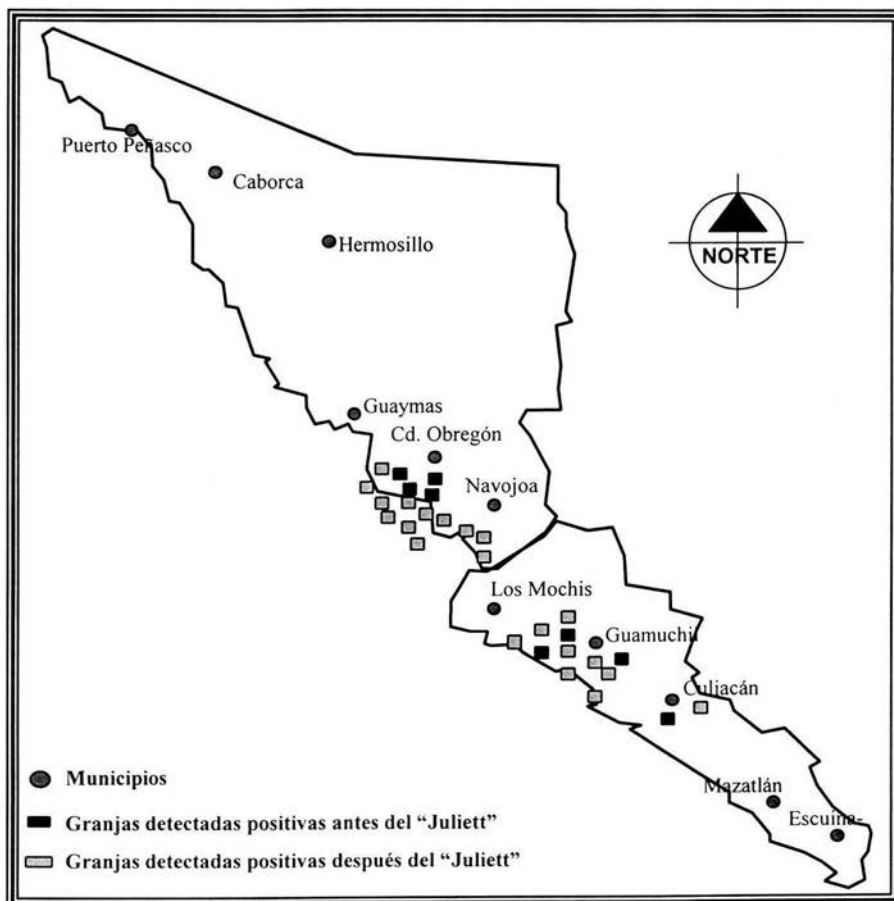 Puerto Peñasco
Caborca
NORTE
Hermosillo
Guaymas
Cd. Obregón
Navojoa
Los Mochis
Guamuchil
Culiacán
Mazatlán
Escuina-
Municipios
Granjas detectadas positivas antes del “Juliett”
Granjas detectadas positivas después del “Juliett”